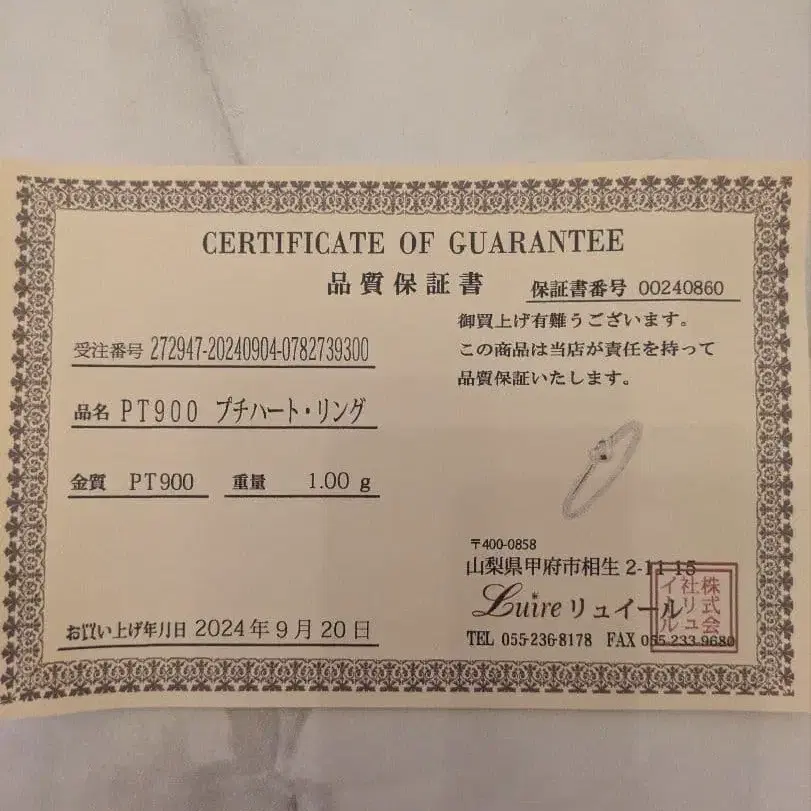 CERTIFICATE OF GUARANTEE
品質保証書
保証書番号 00240860
御買上げ有難うございます。
この商品は当店が責任を持って
品質保証いたします。
受注番号 272947-20240904-0782739300
品名 PT900 プチハート・リング
金質 PT900 重量 1.00 g
〒400-0858
山梨県甲府市相生 2-11-15
Luire リュイール
TEL 055-236-8178 FAX 055-233-9680
株式会社リュイール
お買い上げ年月日 2024年9月20日